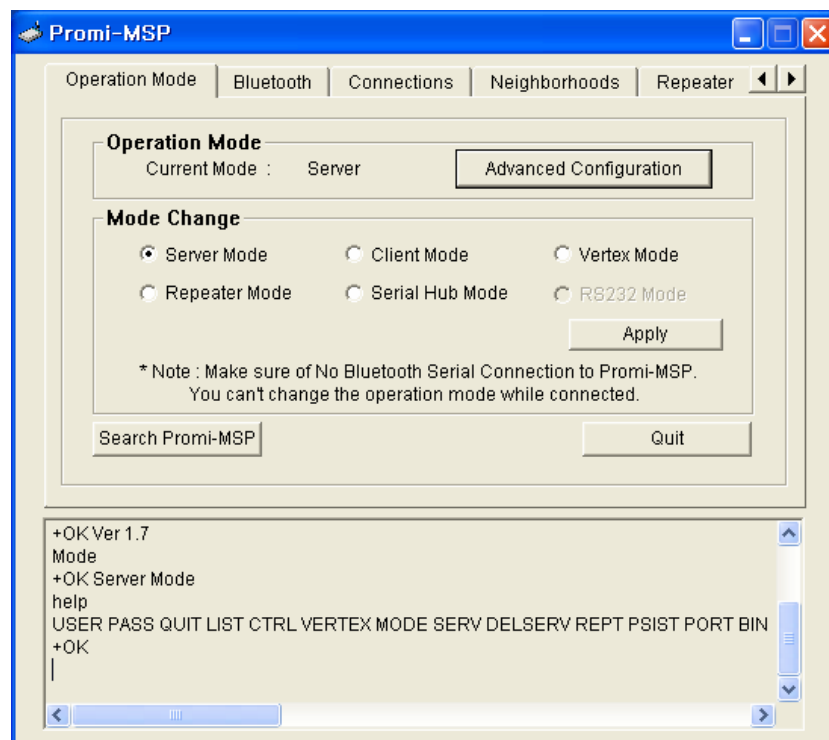 Promi-MSP
Operation Mode Bluetooth Connections Neighborhoods Repeater
Operation Mode
Current Mode : Server Advanced Configuration
Mode Change
Server Mode Client Mode Vertex Mode
Repeater Mode Serial Hub Mode RS232 Mode
Apply
* Note : Make sure of No Bluetooth Serial Connection to Promi-MSP.
You can't change the operation mode while connected.
Search Promi-MSP Quit
+OK Ver 1.7
Mode
+OK Server Mode
help
USER PASS QUIT LIST CTRL VERTEX MODE SERV DELSERV REPT PSIST PORT BIN
+OK